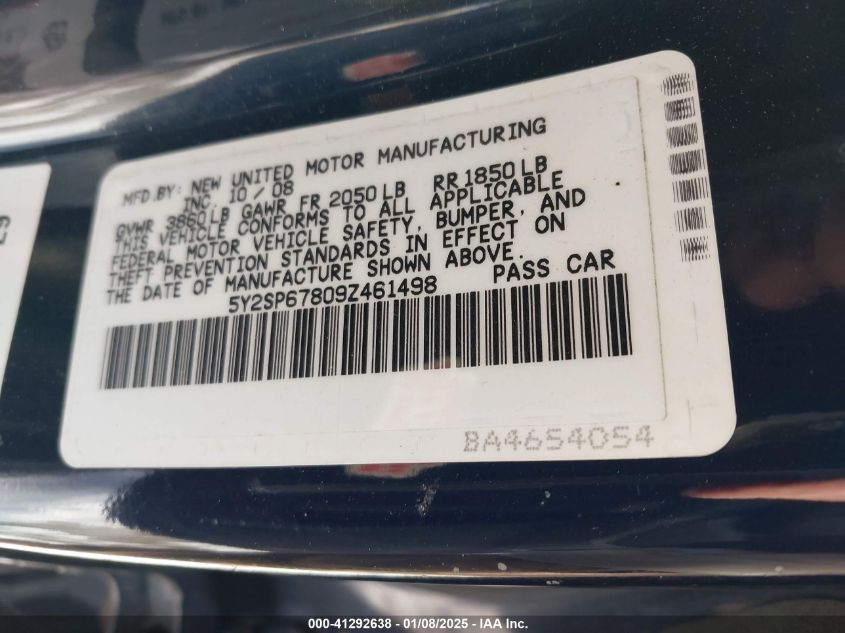 MFD.BY: NEW UNITED MOTOR MANUFACTURING
INC. 10 / 08
GVWR 3860 LB GAWR FR 2050 LB RR 1850 LB
THIS VEHICLE CONFORMS TO ALL APPLICABLE
FEDERAL MOTOR VEHICLE SAFETY, BUMPER, AND
THEFT PREVENTION STANDARDS IN EFFECT ON
THE DATE OF MANUFACTURE SHOWN ABOVE.
5Y2SP67809Z461498 PASS CAR
BA4654054
000-41292638 - 01/08/2025 - IAA Inc.